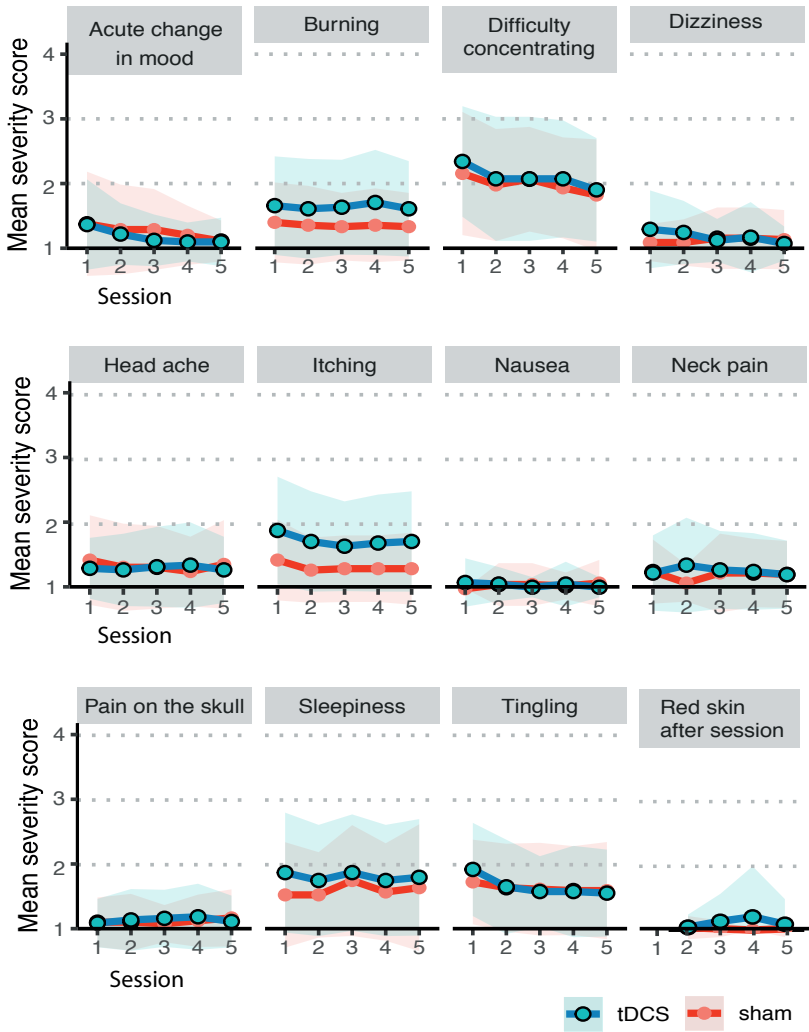 Acute change
in mood
Burning
Difficulty
concentrating
Dizziness
Mean severity score
4
3
2
1
1 2 3 4 5
1 2 3 4 5
1 2 3 4 5
1 2 3 4 5
Session
Head ache
Itching
Nausea
Neck pain
Mean severity score
4
3
2
1
1 2 3 4 5
1 2 3 4 5
1 2 3 4 5
1 2 3 4 5
Session
Pain on the skull
Sleepiness
Tingling
Red skin
after session
Mean severity score
4
3
2
1
1 2 3 4 5
1 2 3 4 5
1 2 3 4 5
1 2 3 4 5
Session
tDCS
sham